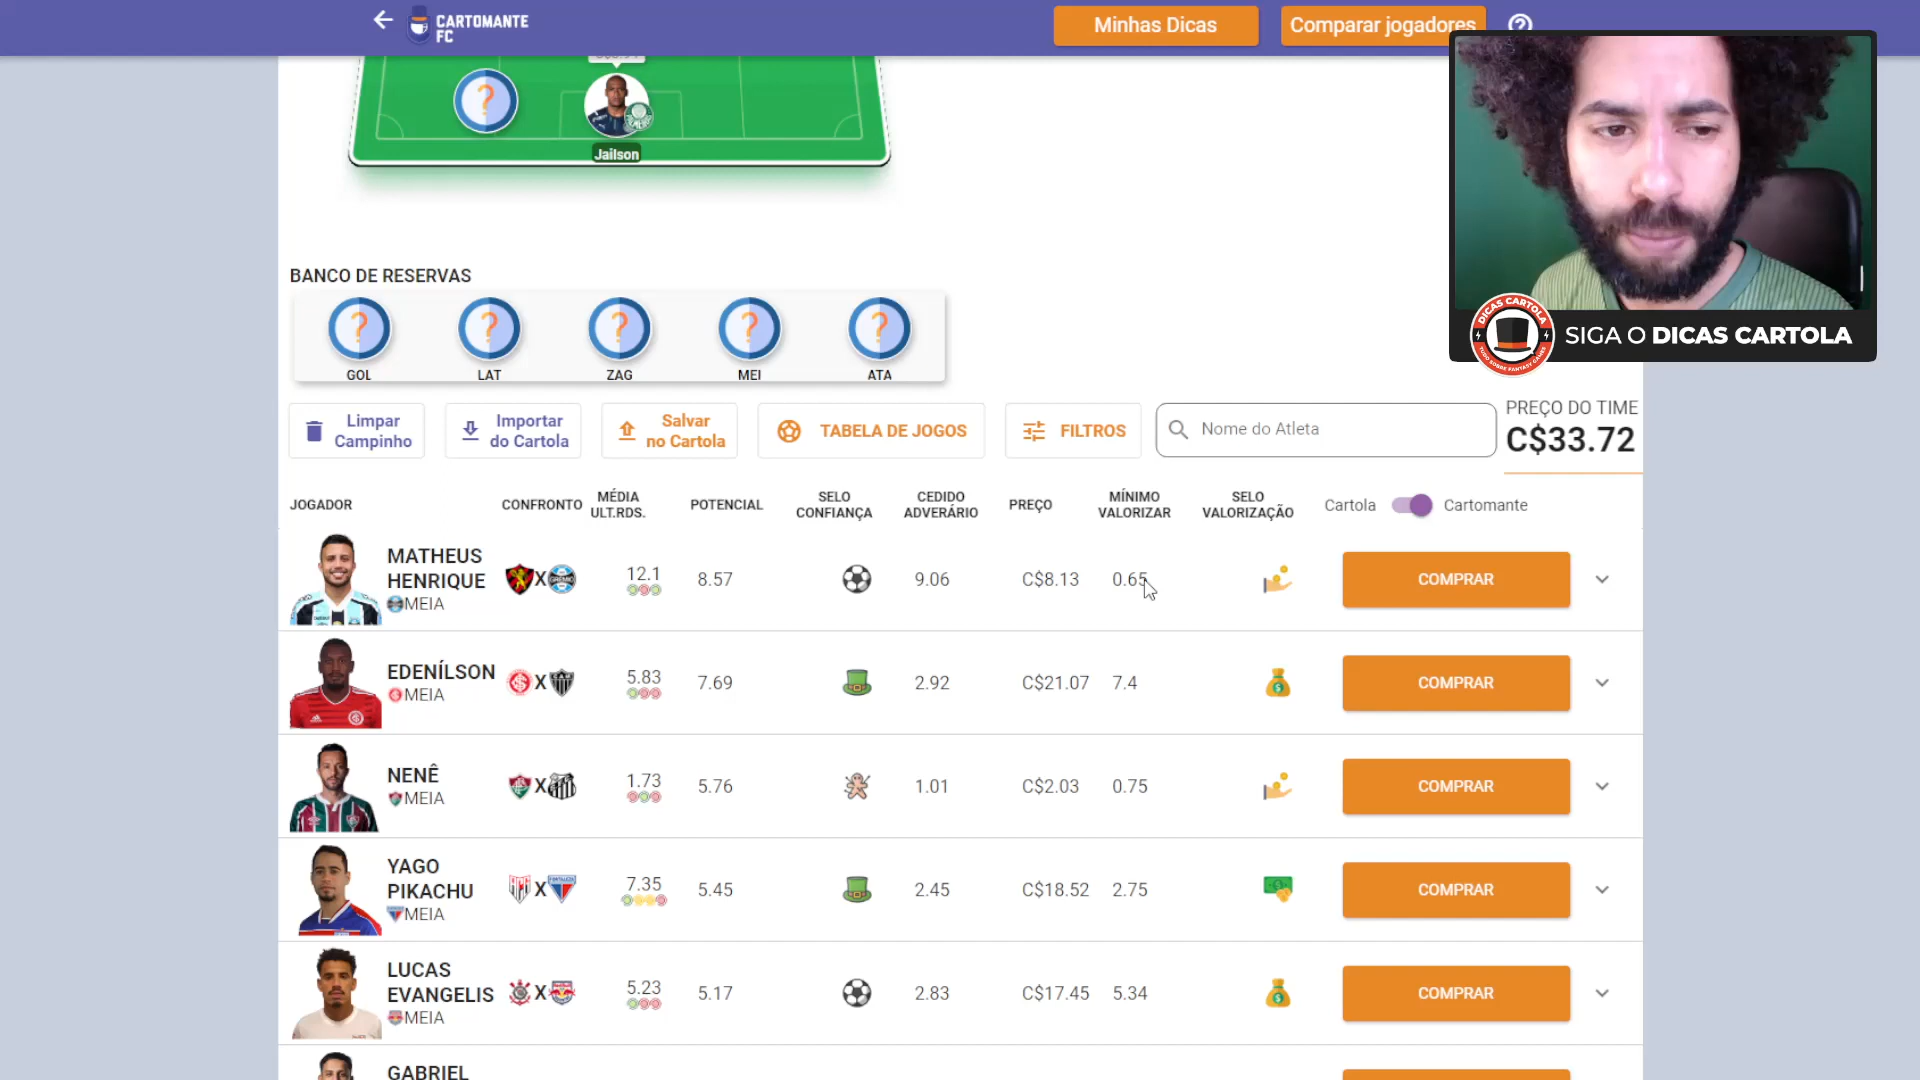 CARTOMANTE
FC
Minhas Dicas
Comparar jogadores
Jailson
DICAS CARTOLA
TUDO SOBRE FANTASY GAMES
SIGA O DICAS CARTOLA
BANCO DE RESERVAS
GOL
LAT
ZAG
MEI
ATA
Limpar
Campinho
Importar
do Cartola
Salvar
no Cartola
TABELA DE JOGOS
FILTROS
Nome do Atleta
PREÇO DO TIME
C$33.72
JOGADOR
CONFRONTO
MÉDIA
ULT.RDS.
POTENCIAL
SELO
CONFIANÇA
CEDIDO
ADVERÁRIO
PREÇO
MÍNIMO
VALORIZAR
SELO
VALORIZAÇÃO
Cartola
Cartomante
MATHEUS
HENRIQUE
MEIA
X
12.1
8.57
9.06
C$8.13
0.65
COMPRAR
EDENÍLSON
MEIA
X
5.83
7.69
2.92
C$21.07
7.4
COMPRAR
NENÊ
MEIA
X
1.73
5.76
1.01
C$2.03
0.75
COMPRAR
YAGO
PIKACHU
MEIA
X
7.35
5.45
2.45
C$18.52
2.75
COMPRAR
LUCAS
EVANGELIS
MEIA
X
5.23
5.17
2.83
C$17.45
5.34
COMPRAR
GABRIEL